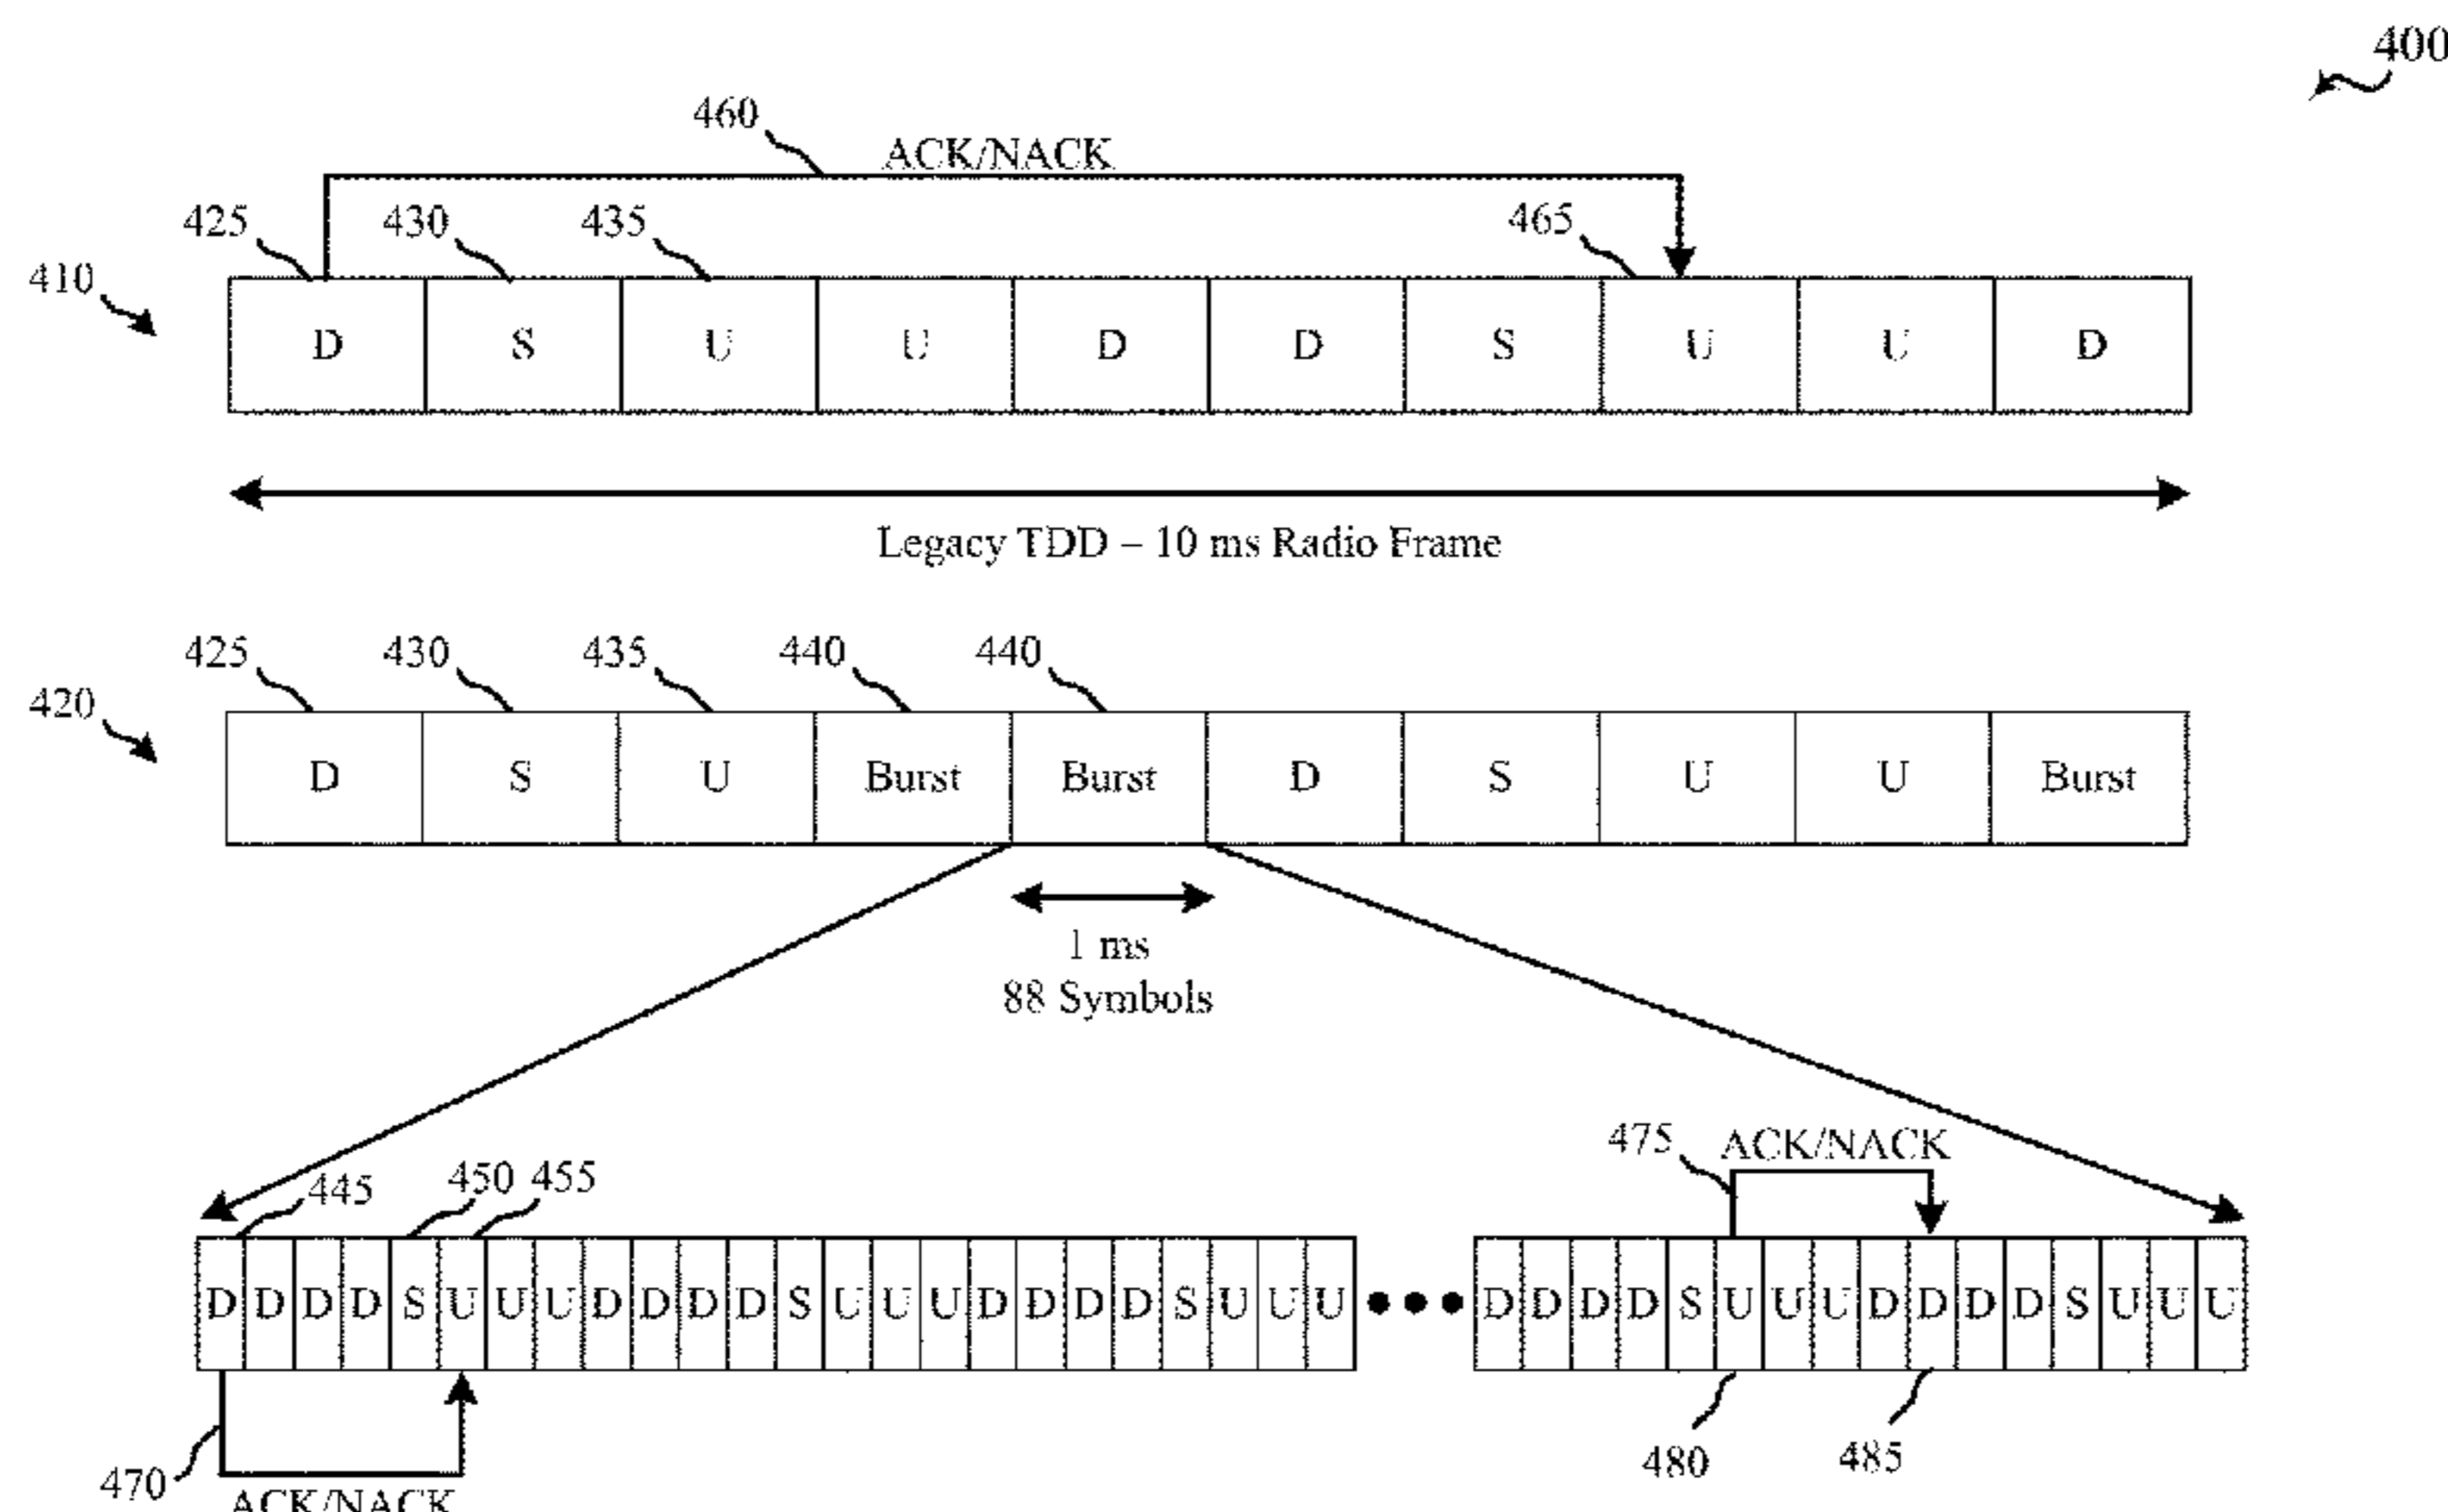 400
460
ACK/NACK
425 430 435 465
410
D S U U D D S U U D
Legacy TDD – 10 ms Radio Frame
425 430 435 440 440
420
D S U Burst Burst D S U U Burst
1 ms
88 Symbols
475 ACK/NACK
445 450 455
D D D D S U U U D D D D S U U U D D D D S U U U ●●● D D D D S U U U D D D D S U U U
480 485
470
ACK/NACK